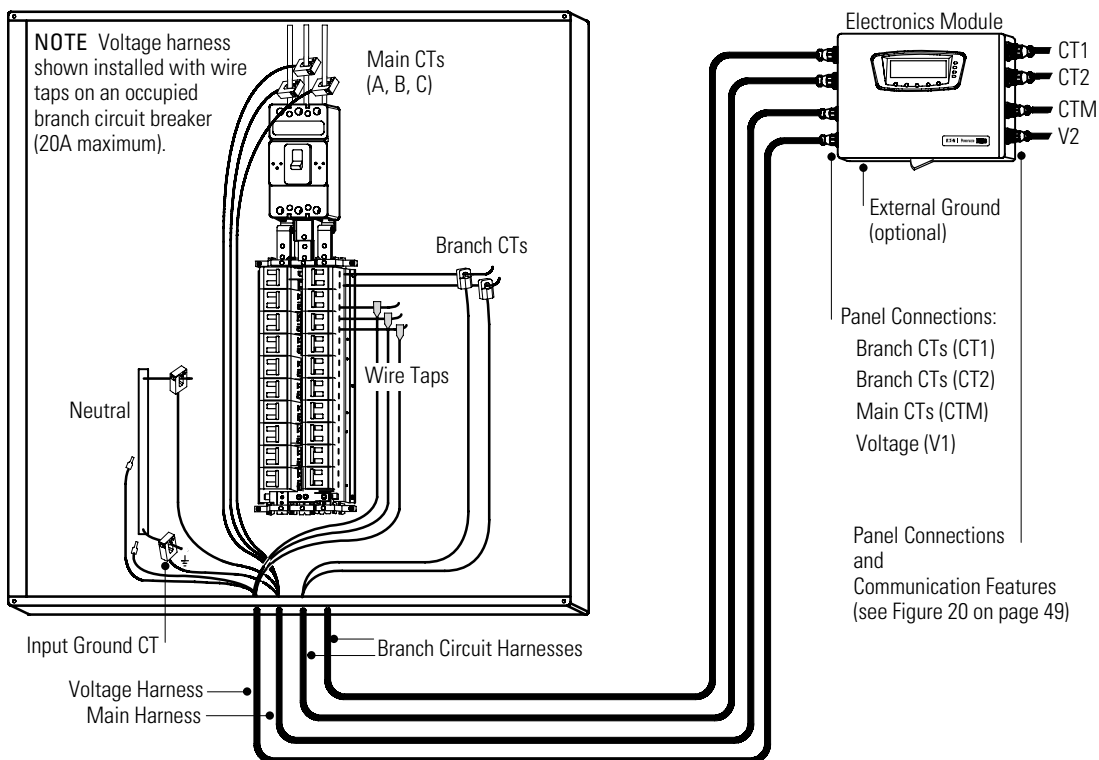 NOTE Voltage harness
shown installed with wire
taps on an occupied
branch circuit breaker
(20A maximum).
Main CTs
(A, B, C)
Branch CTs
Wire Taps
Neutral
Input Ground CT
Voltage Harness
Main Harness
Branch Circuit Harnesses
Electronics Module
CT1
CT2
CTM
V2
External Ground
(optional)
Panel Connections:
Branch CTs (CT1)
Branch CTs (CT2)
Main CTs (CTM)
Voltage (V1)
Panel Connections
and
Communication Features
(see Figure 20 on page 49)